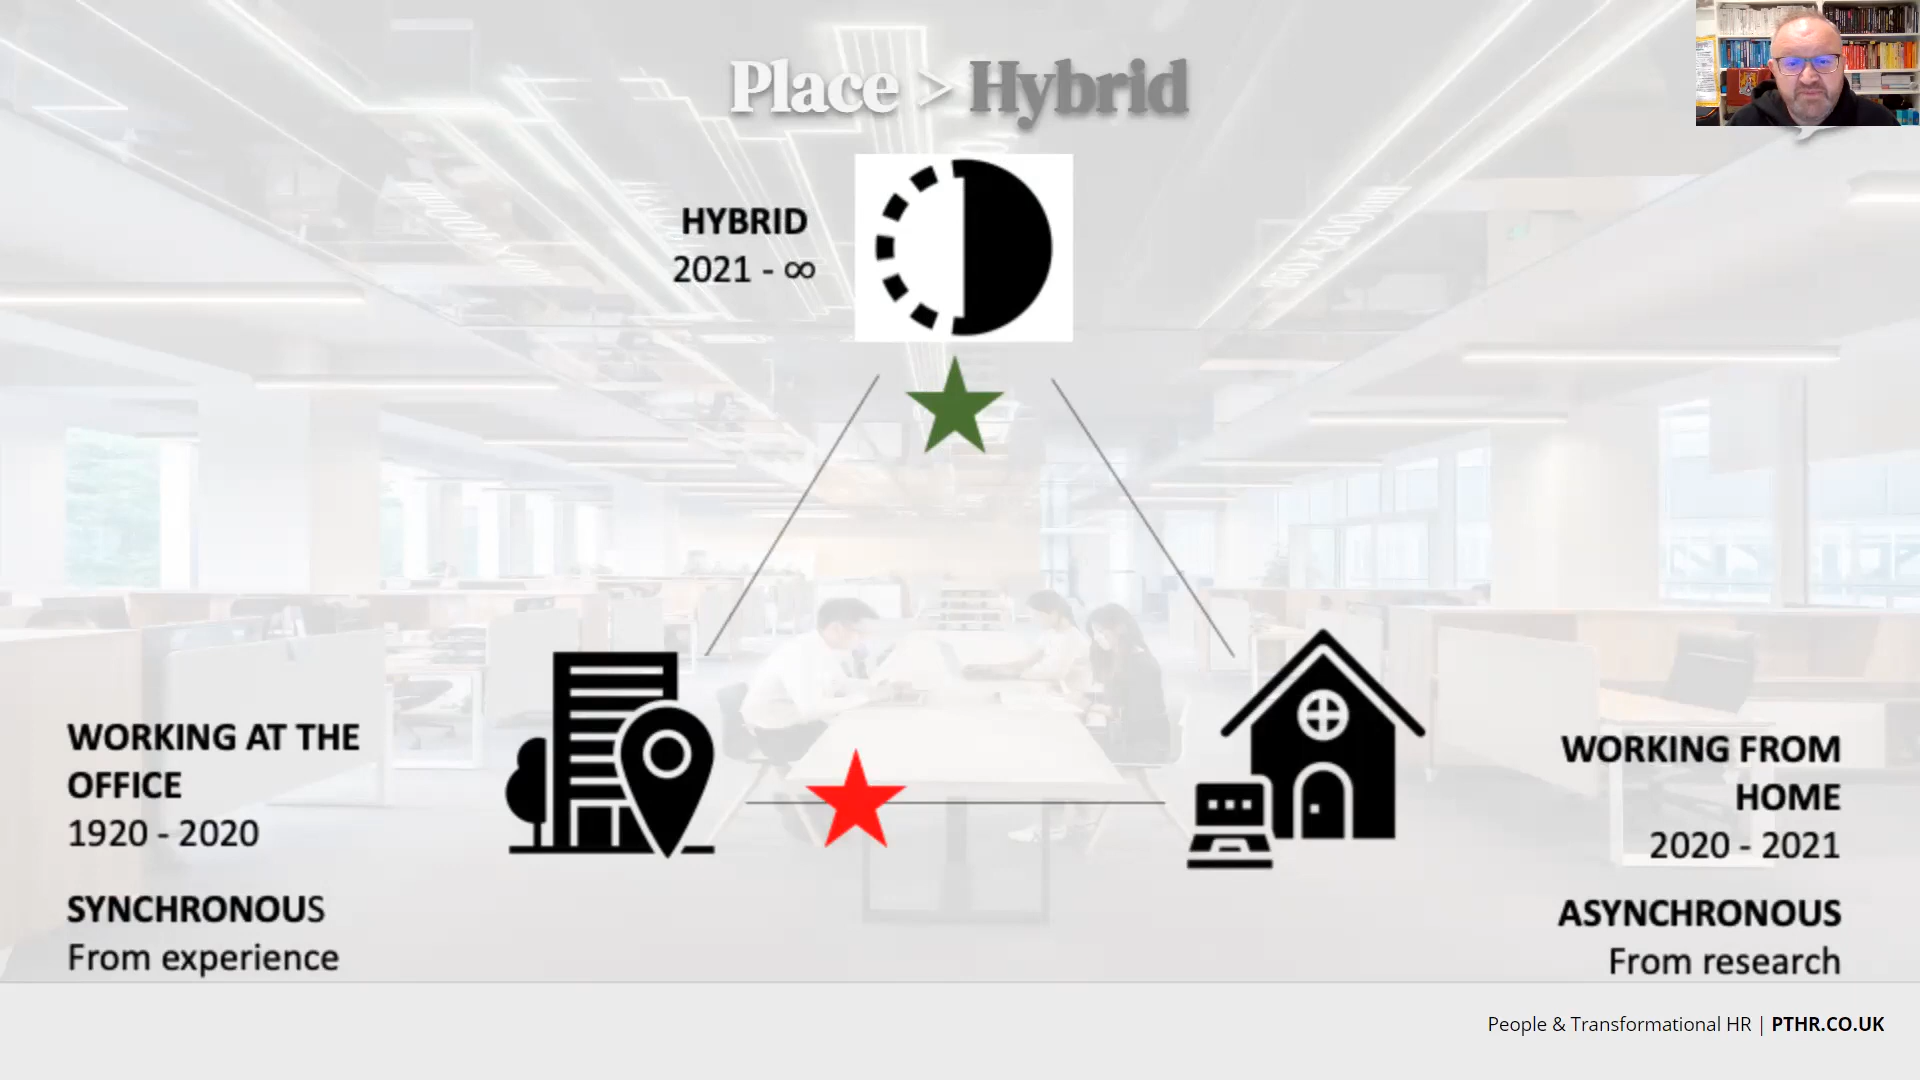 Place > Hybrid
HYBRID
2021 - ∞
WORKING AT THE
OFFICE
1920 - 2020
SYNCHRONOUS
From experience
WORKING FROM
HOME
2020 - 2021
ASYNCHRONOUS
From research
People & Transformational HR | PTHR.CO.UK